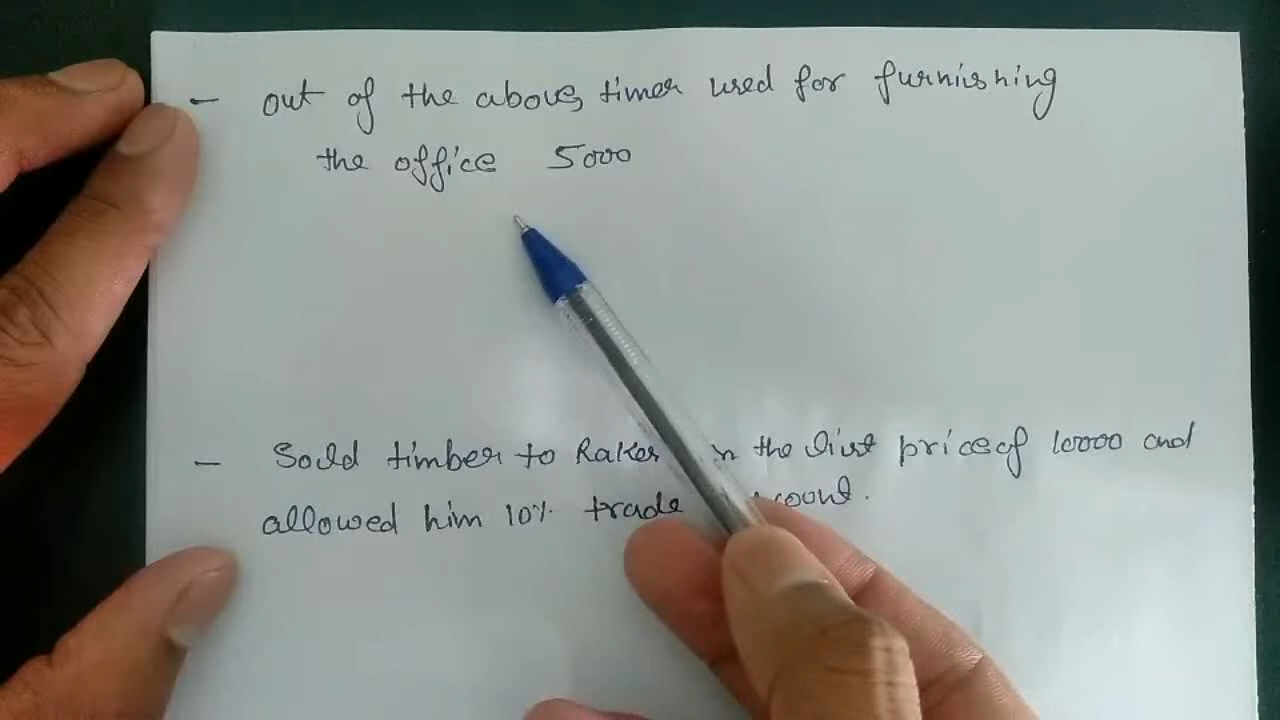 - out of the above, timer used for furnishing
the office 5000
- Sold timber to Rakes n the list price of 10000 and
allowed him 10% trade count.